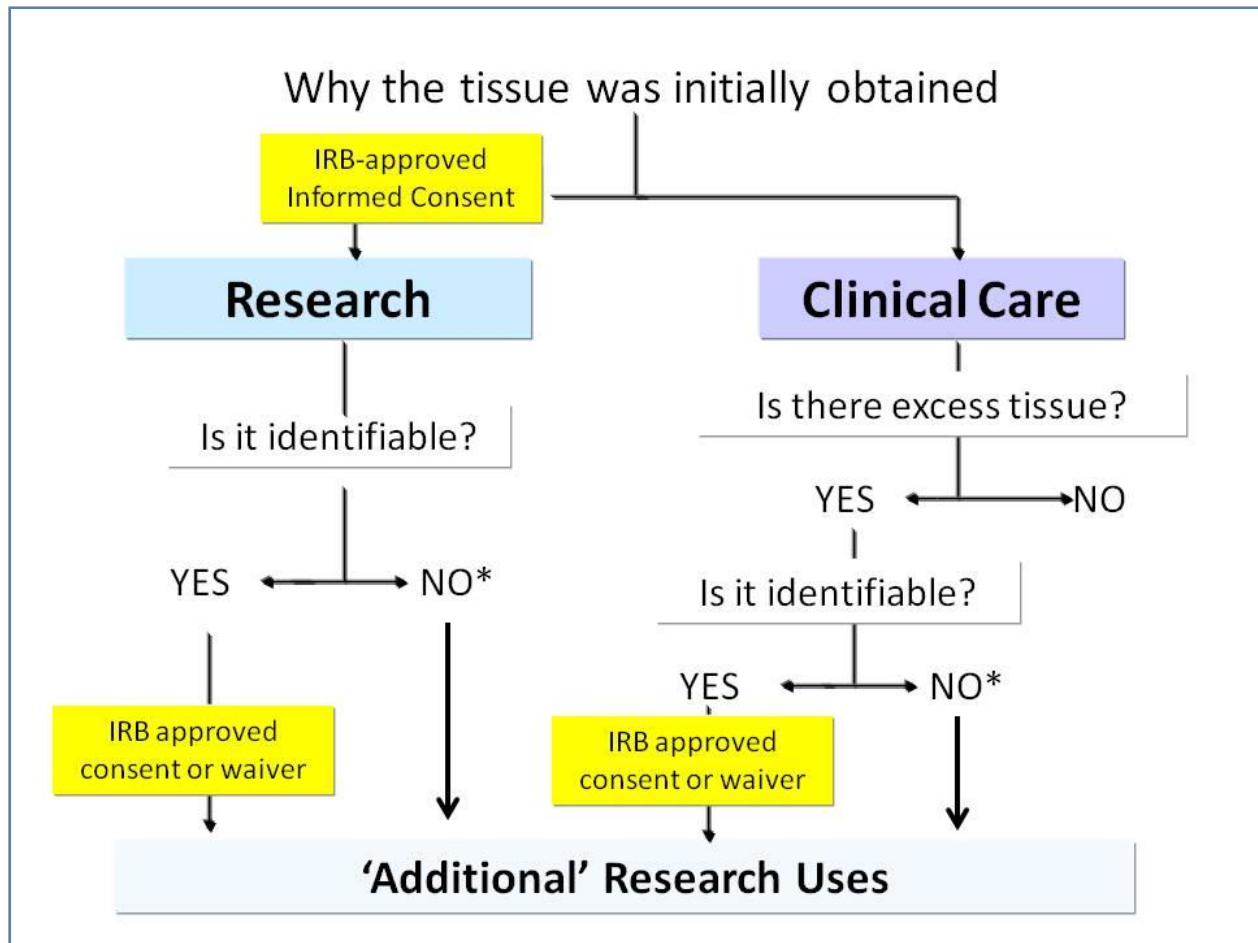 Why the tissue was initially obtained
IRB-approved
Informed Consent
Research
Clinical Care
Is it identifiable?
Is there excess tissue?
YES
NO
YES
NO*
Is it identifiable?
YES
NO*
IRB approved
consent or waiver
IRB approved
consent or waiver
‘Additional’ Research Uses